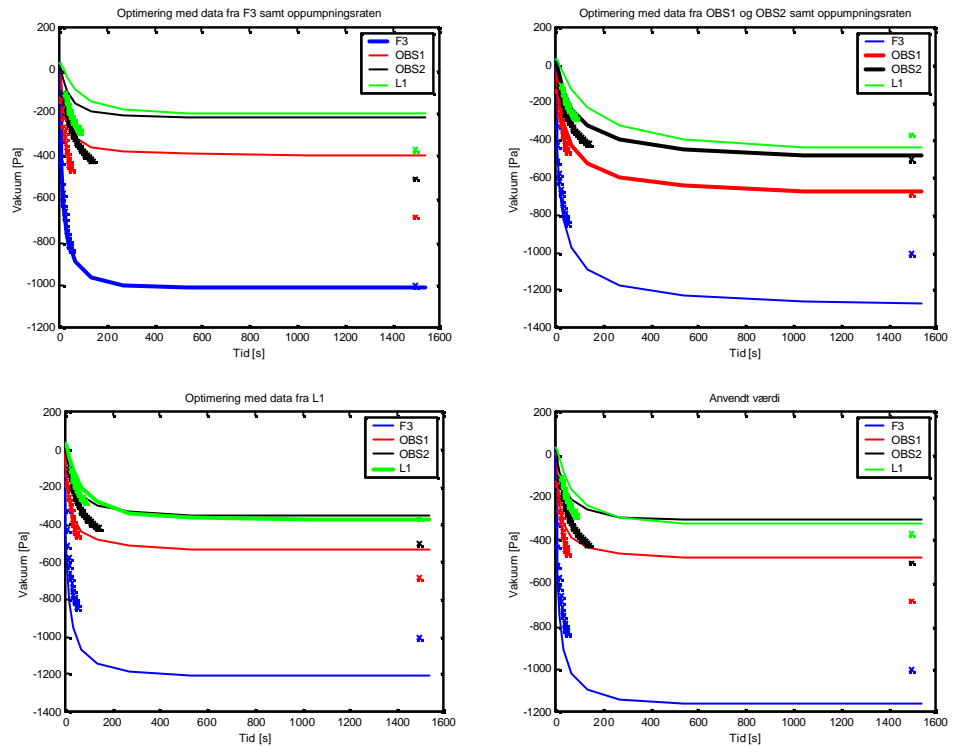 Optimering med data fra F3 samt oppumpningsraten
200
0
-200
-400
-600
-800
-1000
-1200
Vakuum [Pa]
0 200 400 600 800 1000 1200 1400 1600
Tid [s]
F3
OBS1
OBS2
L1
Optimering med data fra OBS1 og OBS2 samt oppumpningsraten
200
0
-200
-400
-600
-800
-1000
-1200
-1400
Vakuum [Pa]
0 200 400 600 800 1000 1200 1400 1600
Tid [s]
F3
OBS1
OBS2
L1
Optimering med data fra L1
200
0
-200
-400
-600
-800
-1000
-1200
-1400
Vakuum [Pa]
0 200 400 600 800 1000 1200 1400 1600
Tid [s]
F3
OBS1
OBS2
L1
Anvendt værdi
200
0
-200
-400
-600
-800
-1000
-1200
Vakuum [Pa]
0 200 400 600 800 1000 1200 1400 1600
Tid [s]
F3
OBS1
OBS2
L1